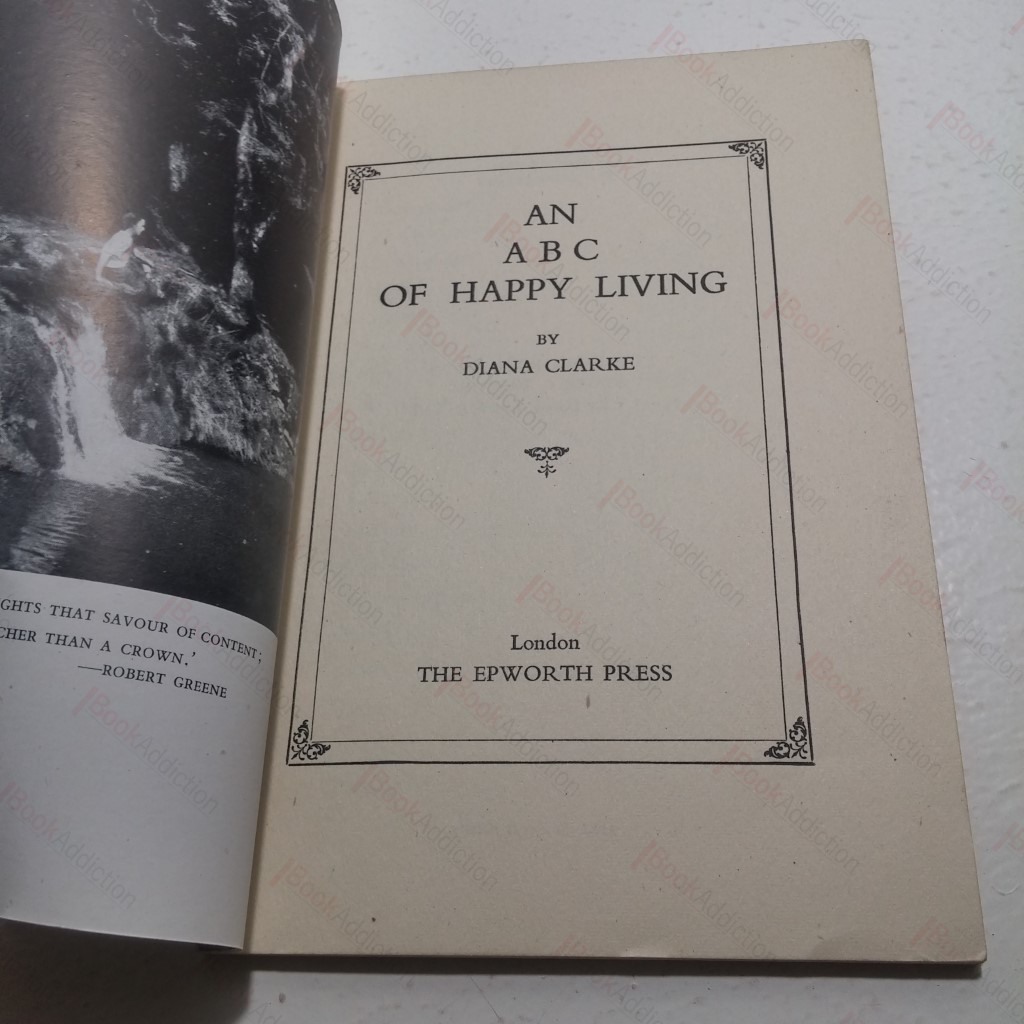 GHTS THAT SAVOUR OF CONTENT;
CHER THAN A CROWN.'
—ROBERT GREENE
AN
A B C
OF HAPPY LIVING
BY
DIANA CLARKE
London
THE EPWORTH PRESS
BookAddiction